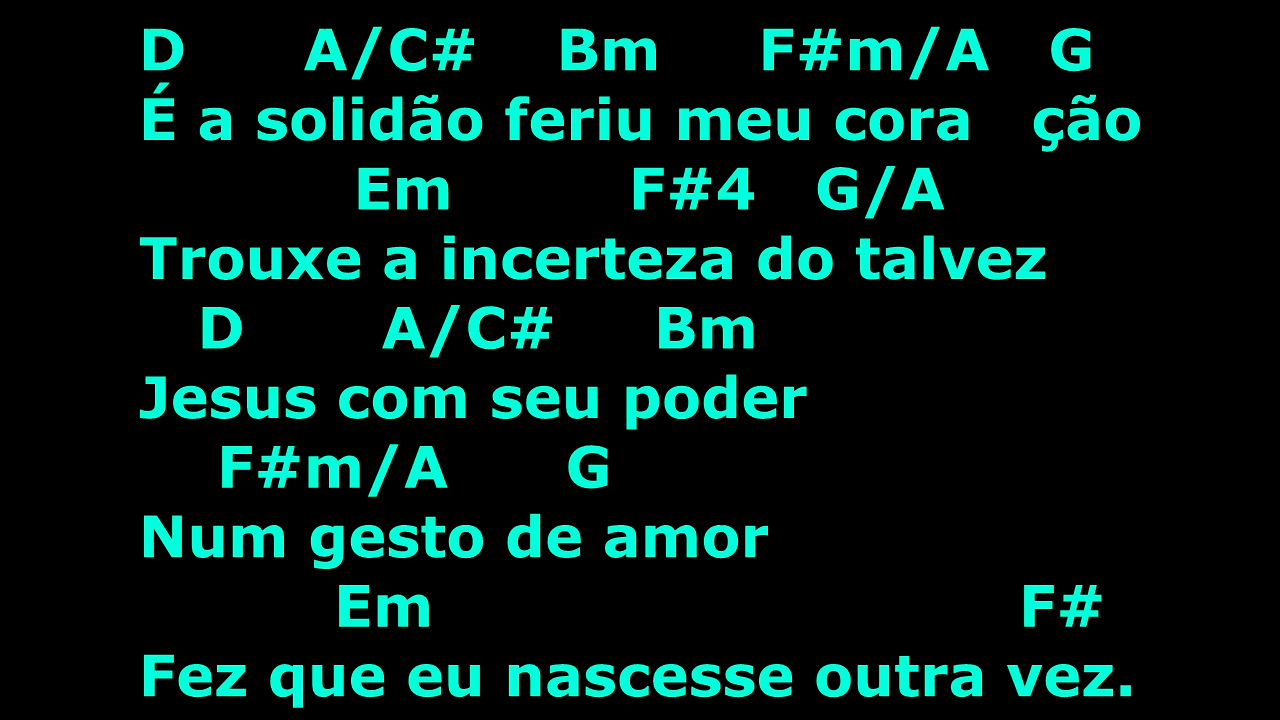 D A/C# Bm F#m/A G
É a solidão feriu meu cora ção
Em F#4 G/A
Trouxe a incerteza do talvez
D A/C# Bm
Jesus com seu poder
F#m/A G
Num gesto de amor
Em F#
Fez que eu nascesse outra vez.